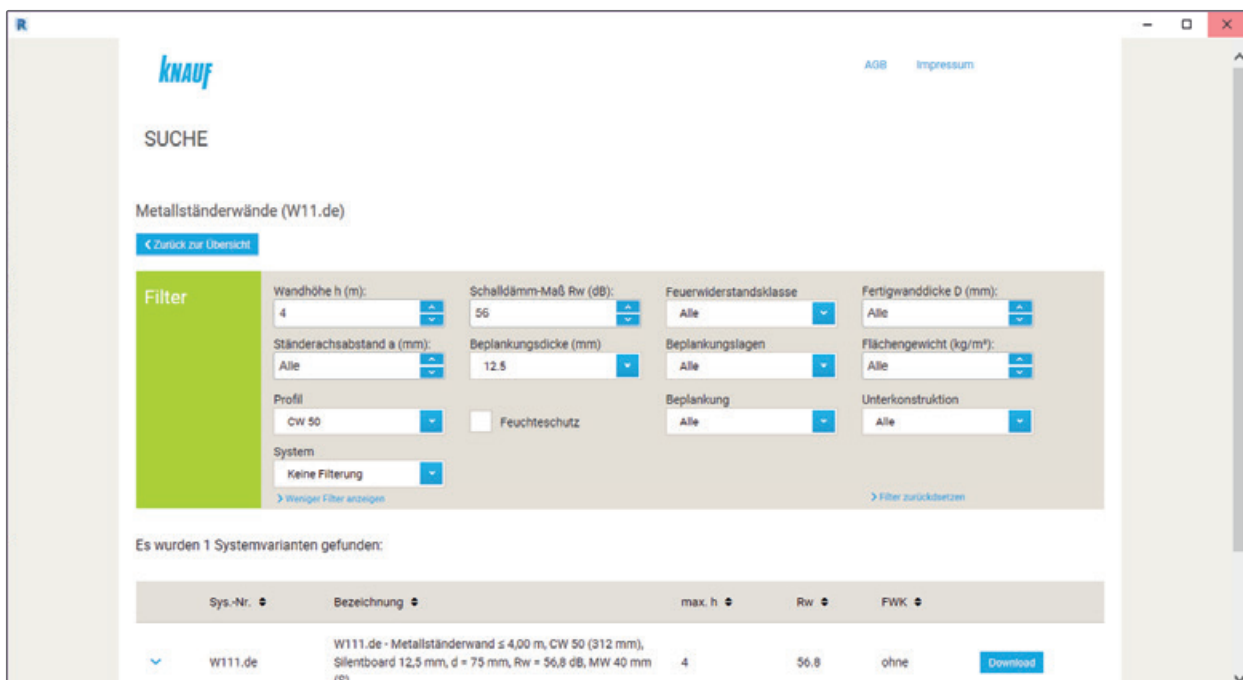 R
KNAUF
AGB Impressum
SUCHE
Metallständerwände (W11.de)
Zurück zur Übersicht
Filter
Wandhöhe h (m): Schalldämm-Maß Rw (dB): Feuerwiderstandsklasse Fertigwanddicke D (mm):
4 56 Alle Alle
Ständerachsabstand a (mm): Beplankungsdicke (mm) Beplankungslagen Flächengewicht (kg/m²):
Alle 12.5 Alle Alle
Profil Beplankung Unterkonstruktion
CW 50 Feuchteschutz Alle Alle
System
Keine Filterung
Weniger Filter anzeigen Filter zurückdsetzen
Es wurden 1 Systemvarianten gefunden:
Sys.-Nr. Bezeichnung max. h Rw FWK
W111.de - Metallständerwand ≤ 4,00 m, CW 50 (312 mm),
W111.de Silentboard 12,5 mm, d = 75 mm, Rw = 56,8 dB, MW 40 mm 4 56.8 ohne Download